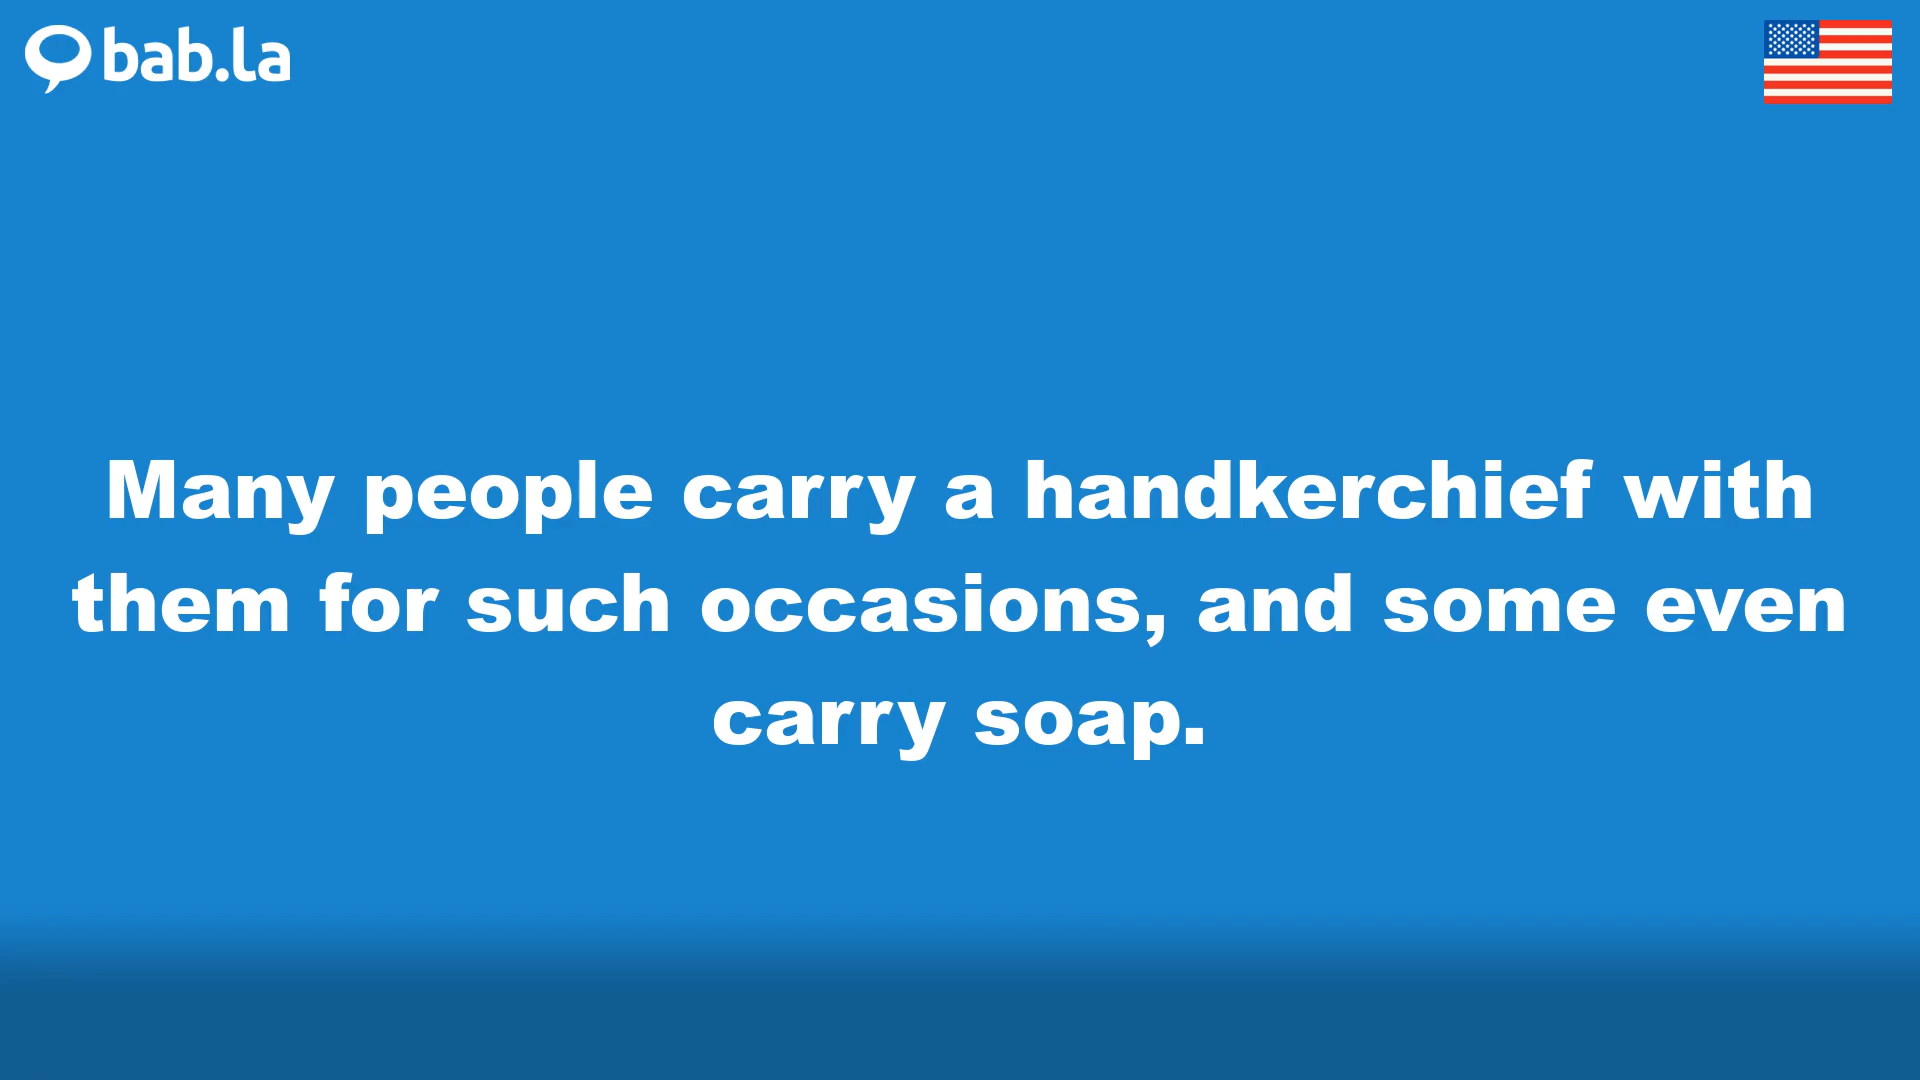 bab.la
Many people carry a handkerchief with
them for such occasions, and some even
carry soap.